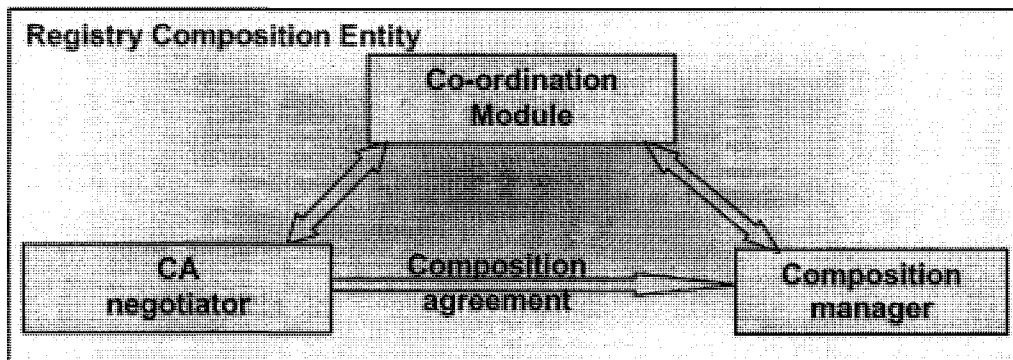 Registry Composition Entity
Co-ordination
Module
CA
negotiator
Composition
agreement
Composition
manager